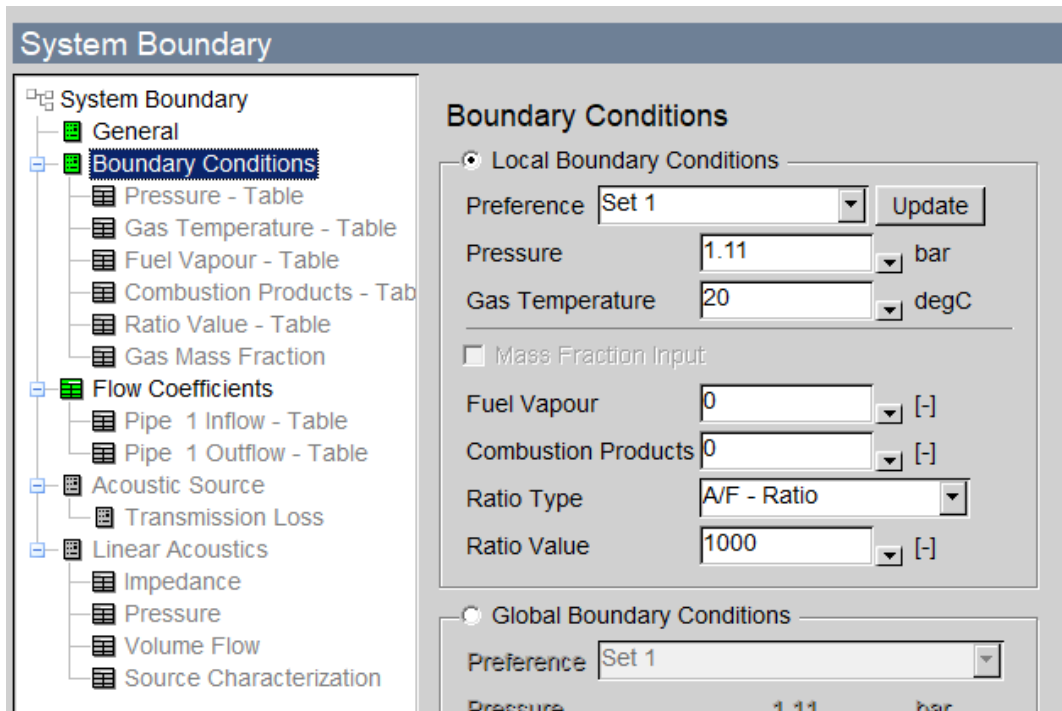 System Boundary
System Boundary
General
Boundary Conditions
Pressure - Table
Gas Temperature - Table
Fuel Vapour - Table
Combustion Products - Tab
Ratio Value - Table
Gas Mass Fraction
Flow Coefficients
Pipe 1 Inflow - Table
Pipe 1 Outflow - Table
Acoustic Source
Transmission Loss
Linear Acoustics
Impedance
Pressure
Volume Flow
Source Characterization
Boundary Conditions
Local Boundary Conditions
Preference Set 1 Update
Pressure 1.11 bar
Gas Temperature 20 degC
Mass Fraction Input
Fuel Vapour 0 [-]
Combustion Products 0 [-]
Ratio Type A/F - Ratio
Ratio Value 1000 [-]
Global Boundary Conditions
Preference Set 1
Pressure 1.11 bar